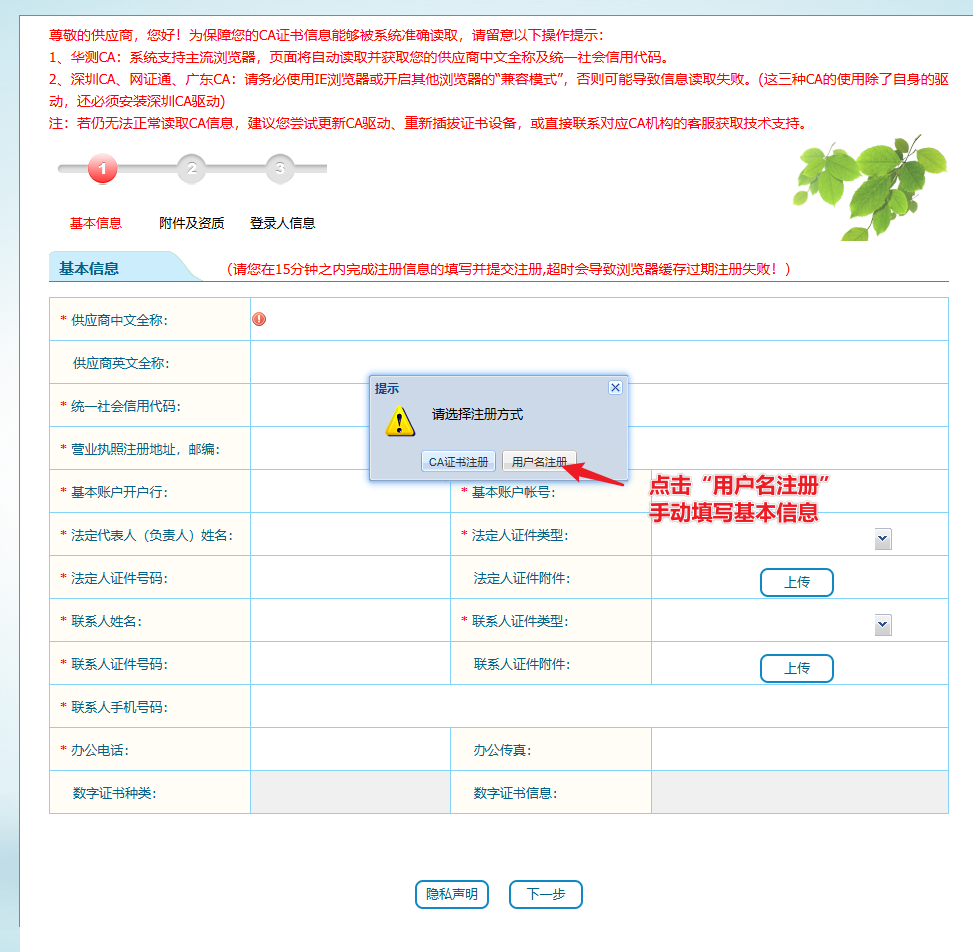 尊敬的供应商，您好！为保障您的CA证书信息能够被系统准确读取，请留意以下操作提示：
1、华测CA：系统支持主流浏览器，页面将自动读取并获取您的供应商中文全称及统一社会信用代码。
2、深圳CA、网证通、广东CA：请务必使用IE浏览器或开启其他浏览器的“兼容模式”，否则可能导致信息读取失败。(这三种CA的使用除了自身的驱
动，还必须安装深圳CA驱动)
注：若仍无法正常读取CA信息，建议您尝试更新CA驱动、重新插拔证书设备，或直接联系对应CA机构的客服获取技术支持。
1 2 3
基本信息 附件及资质 登录人信息
基本信息 （请您在15分钟之内完成注册信息的填写并提交注册,超时会导致浏览器缓存过期注册失败！）
* 供应商中文全称：
供应商英文全称：
提示
请选择注册方式
* 统一社会信用代码：
* 营业执照注册地址，邮编：
CA证书注册 用户名注册
点击“用户名注册”
手动填写基本信息
* 基本账户开户行： * 基本账户帐号：
* 法定代表人（负责人）姓名： * 法定人证件类型：
* 法定人证件号码： 法定人证件附件： 上传
* 联系人姓名： * 联系人证件类型：
* 联系人证件号码： 联系人证件附件： 上传
* 联系人手机号码：
* 办公电话： 办公传真：
数字证书种类： 数字证书信息：
隐私声明 下一步